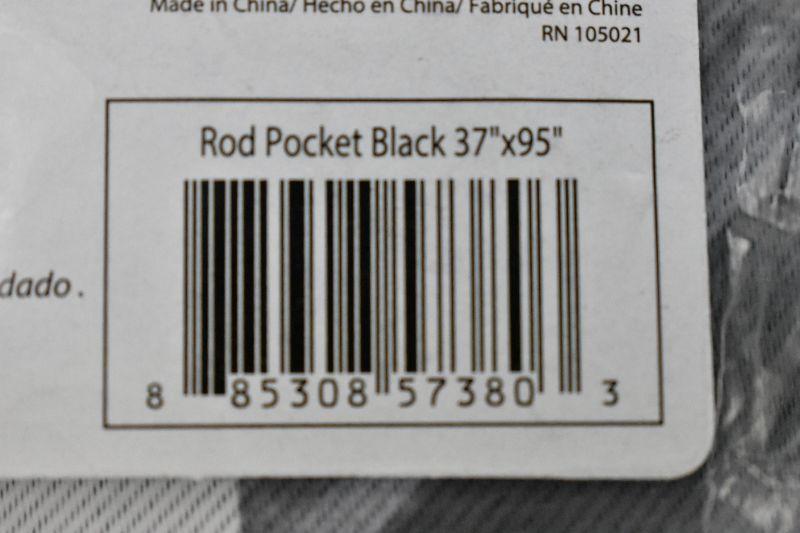 Made in China/ Hecho en China/ Fabriqué en Chine
RN 105021
Rod Pocket Black 37"x95"
dado.
8 85308 57380 3